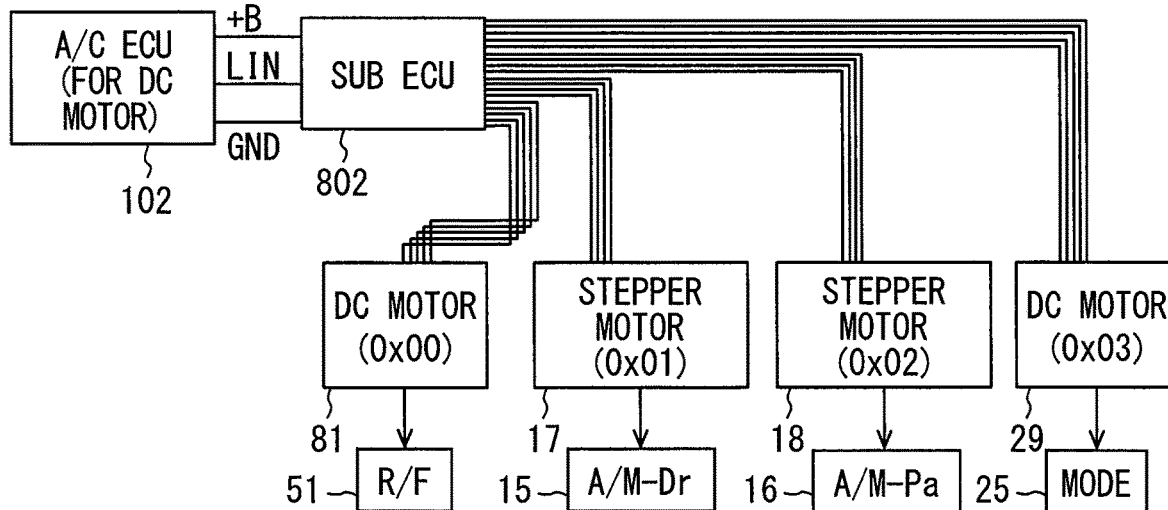 A/C ECU
(FOR DC
MOTOR)
+B
LIN
GND
SUB ECU
102
802
DC MOTOR
(0x00)
STEPPER
MOTOR
(0x01)
STEPPER
MOTOR
(0x02)
DC MOTOR
(0x03)
81
17
18
29
51
R/F
15
A/M-Dr
16
A/M-Pa
25
MODE